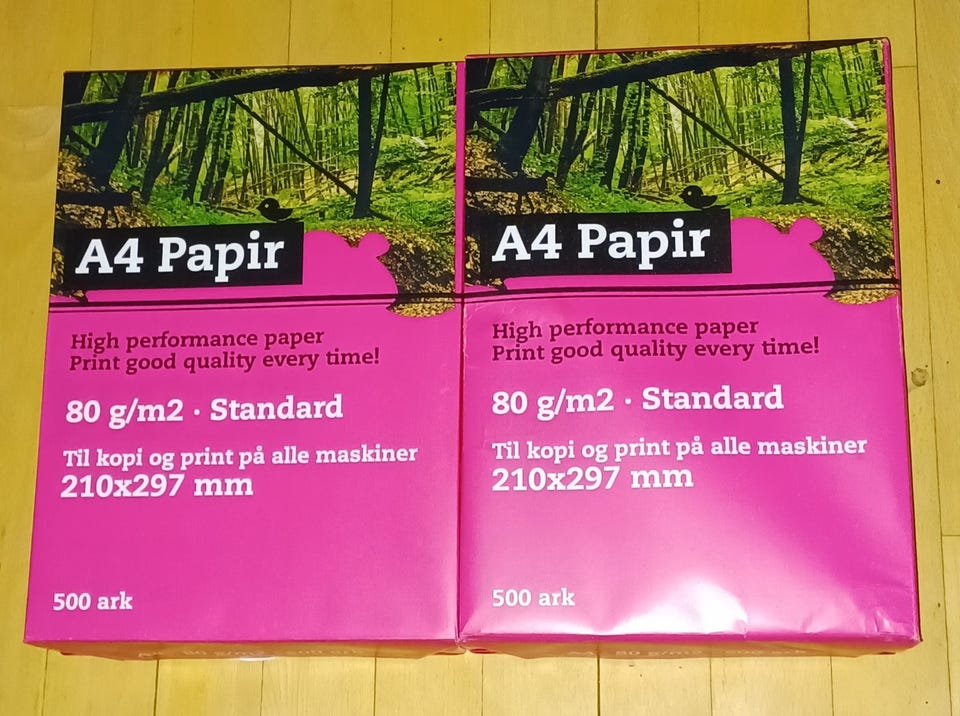 A4 Papir
High performance paper
Print good quality every time!
80 g/m2 · Standard
Til kopi og print på alle maskiner
210x297 mm
500 ark
A4 Papir
High performance paper
Print good quality every time!
80 g/m2 · Standard
Til kopi og print på alle maskiner
210x297 mm
500 ark